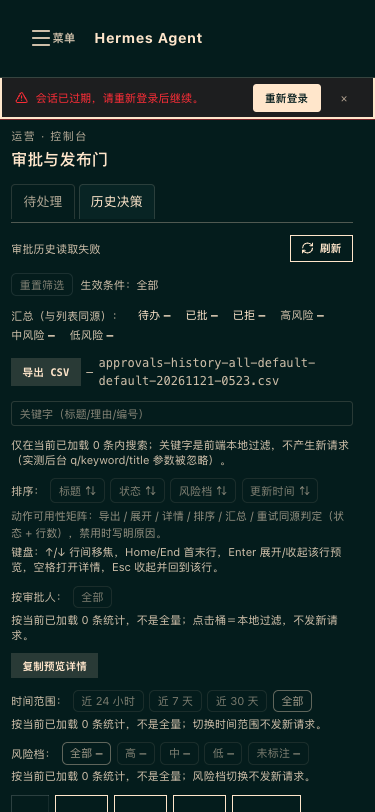 菜单 Hermes Agent
会话已过期，请重新登录后继续。 重新登录 ×
运营 · 控制台
审批与发布门
待处理 历史决策
审批历史读取失败 刷新
重置筛选 生效条件：全部
汇总（与列表同源）： 待办 — 已批 — 已拒 — 高风险 —
中风险 — 低风险 —
导出 CSV — approvals-history-all-default-
default-20261121-0523.csv
关键字（标题/理由/编号）
仅在当前已加载 0 条内搜索；关键字是前端本地过滤，不产生新请求
（实测后台 q/keyword/title 参数被忽略）。
排序： 标题 ⇅ 状态 ⇅ 风险档 ⇅ 更新时间 ⇅
动作可用性矩阵：导出 / 展开 / 详情 / 排序 / 汇总 / 重试同源判定（状
态 + 行数），禁用时写明原因。
键盘：↑/↓ 行间移焦，Home/End 首末行，Enter 展开/收起该行预
览，空格打开详情，Esc 收起并回到该行。
按审批人： 全部
按当前已加载 0 条统计，不是全量；点击桶＝本地过滤，不发新请
求。
复制预览详情
时间范围： 近 24 小时 近 7 天 近 30 天 全部
按当前已加载 0 条统计，不是全量；切换时间范围不发新请求。
风险档： 全部 — 高 — 中 — 低 — 未标注 —
按当前已加载 0 条统计，不是全量；风险档切换不发新请求。